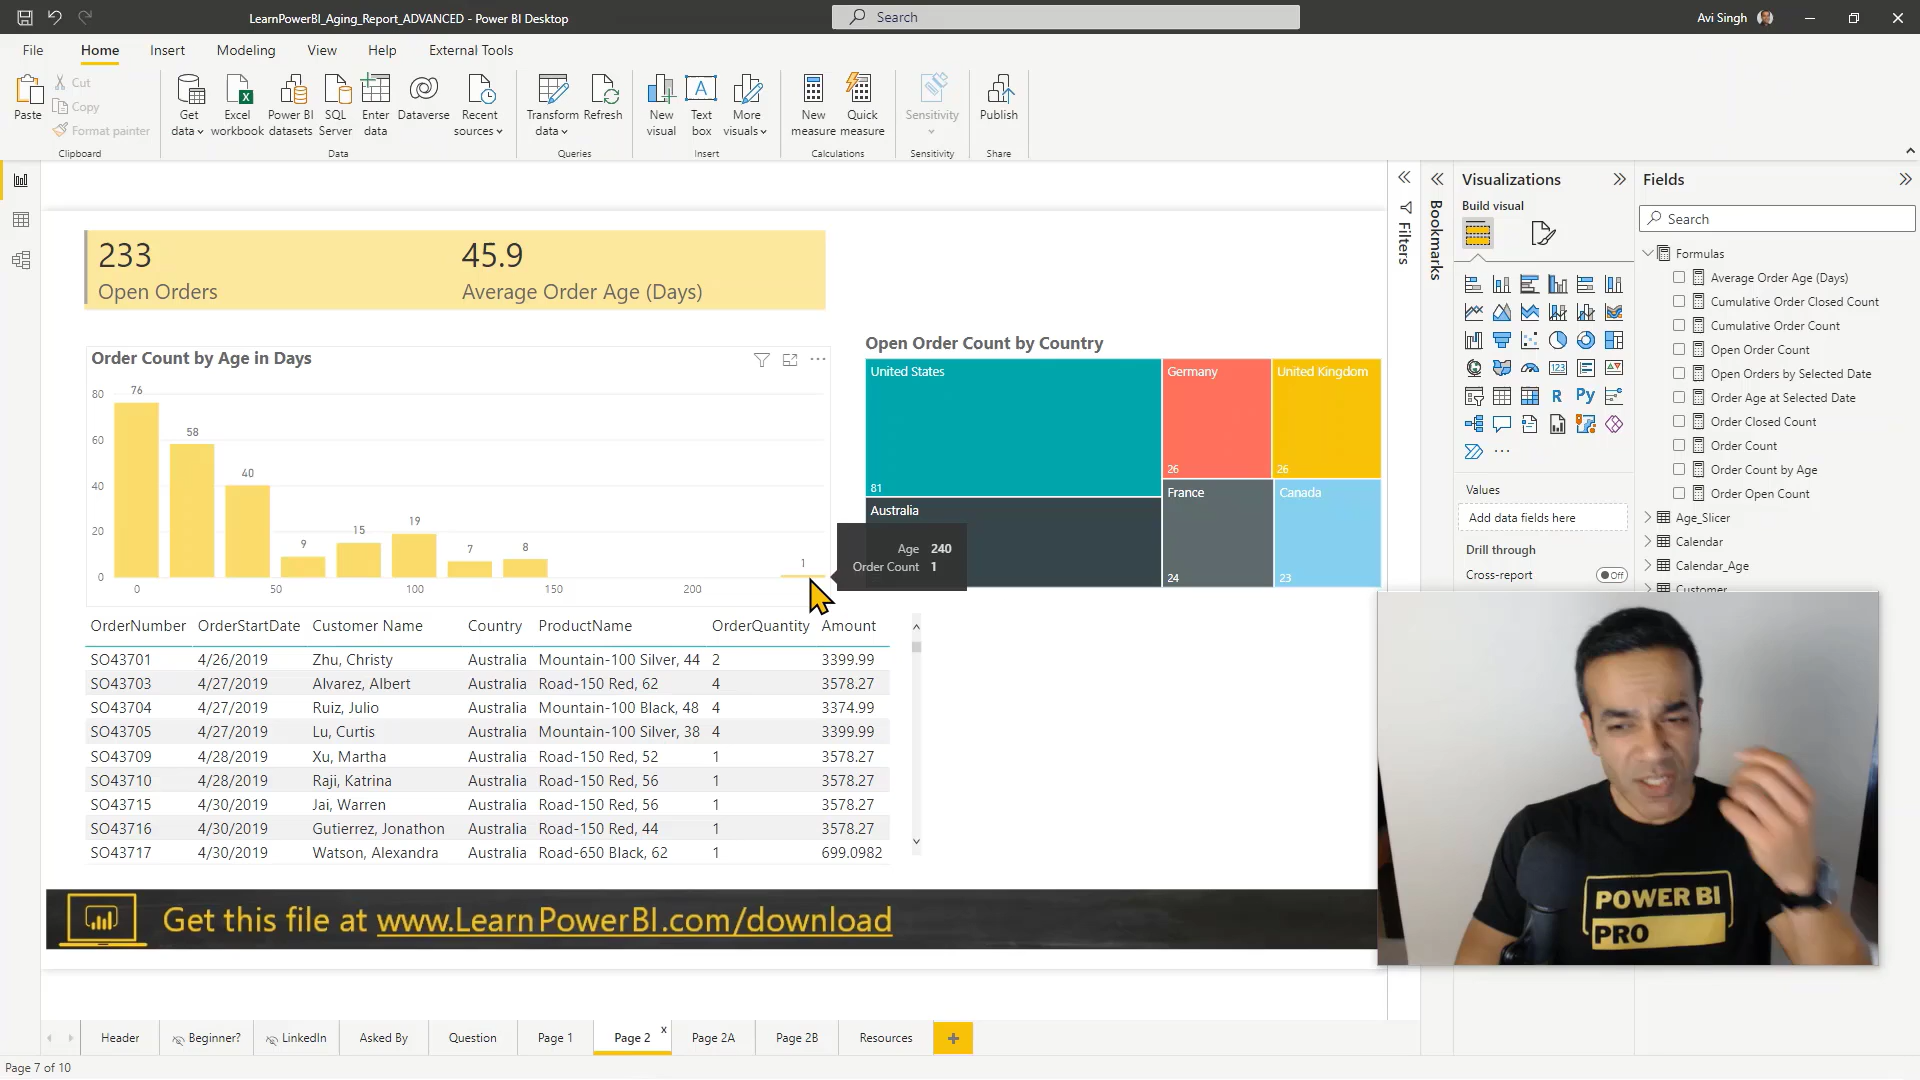 LearnPowerBI_Aging_Report_ADVANCED - Power BI Desktop
Search
Avi Singh
File Home Insert Modeling View Help External Tools
Paste
Cut
Copy
Format painter
Clipboard
Get data
Excel workbook
Power BI datasets
SQL Server
Enter data
Dataverse
Recent sources
Data
Transform data
Refresh
Queries
New visual
Text box
More visuals
Insert
New measure
Quick measure
Calculations
Sensitivity
Sensitivity
Publish
Share
233
Open Orders
45.9
Average Order Age (Days)
Order Count by Age in Days
80
60
40
20
0
76
58
40
9
15
19
7
8
1
0 50 100 150 200
Open Order Count by Country
United States
81
Germany
26
United Kingdom
26
Australia
France
24
Canada
23
Age 240
Order Count 1
OrderNumber OrderStartDate Customer Name Country ProductName OrderQuantity Amount
SO43701 4/26/2019 Zhu, Christy Australia Mountain-100 Silver, 44 2 3399.99
SO43703 4/27/2019 Alvarez, Albert Australia Road-150 Red, 62 4 3578.27
SO43704 4/27/2019 Ruiz, Julio Australia Mountain-100 Black, 48 4 3374.99
SO43705 4/27/2019 Lu, Curtis Australia Mountain-100 Silver, 38 4 3399.99
SO43709 4/28/2019 Xu, Martha Australia Road-150 Red, 52 1 3578.27
SO43710 4/28/2019 Raji, Katrina Australia Road-150 Red, 56 1 3578.27
SO43715 4/30/2019 Jai, Warren Australia Road-150 Red, 56 1 3578.27
SO43716 4/30/2019 Gutierrez, Jonathon Australia Road-150 Red, 44 1 3578.27
SO43717 4/30/2019 Watson, Alexandra Australia Road-650 Black, 62 1 699.0982
Get this file at www.LearnPowerBI.com/download
Filters
Bookmarks
Visualizations
Build visual
123
R
Py
Values
Add data fields here
Drill through
Cross-report
Off
Fields
Search
Formulas
Average Order Age (Days)
Cumulative Order Closed Count
Cumulative Order Count
Open Order Count
Open Orders by Selected Date
Order Age at Selected Date
Order Closed Count
Order Count
Order Count by Age
Order Open Count
Age_Slicer
Calendar
Calendar_Age
Customer
POWER BI
PRO
Header Beginner? LinkedIn Asked By Question Page 1 Page 2 x Page 2A Page 2B Resources +
Page 7 of 10